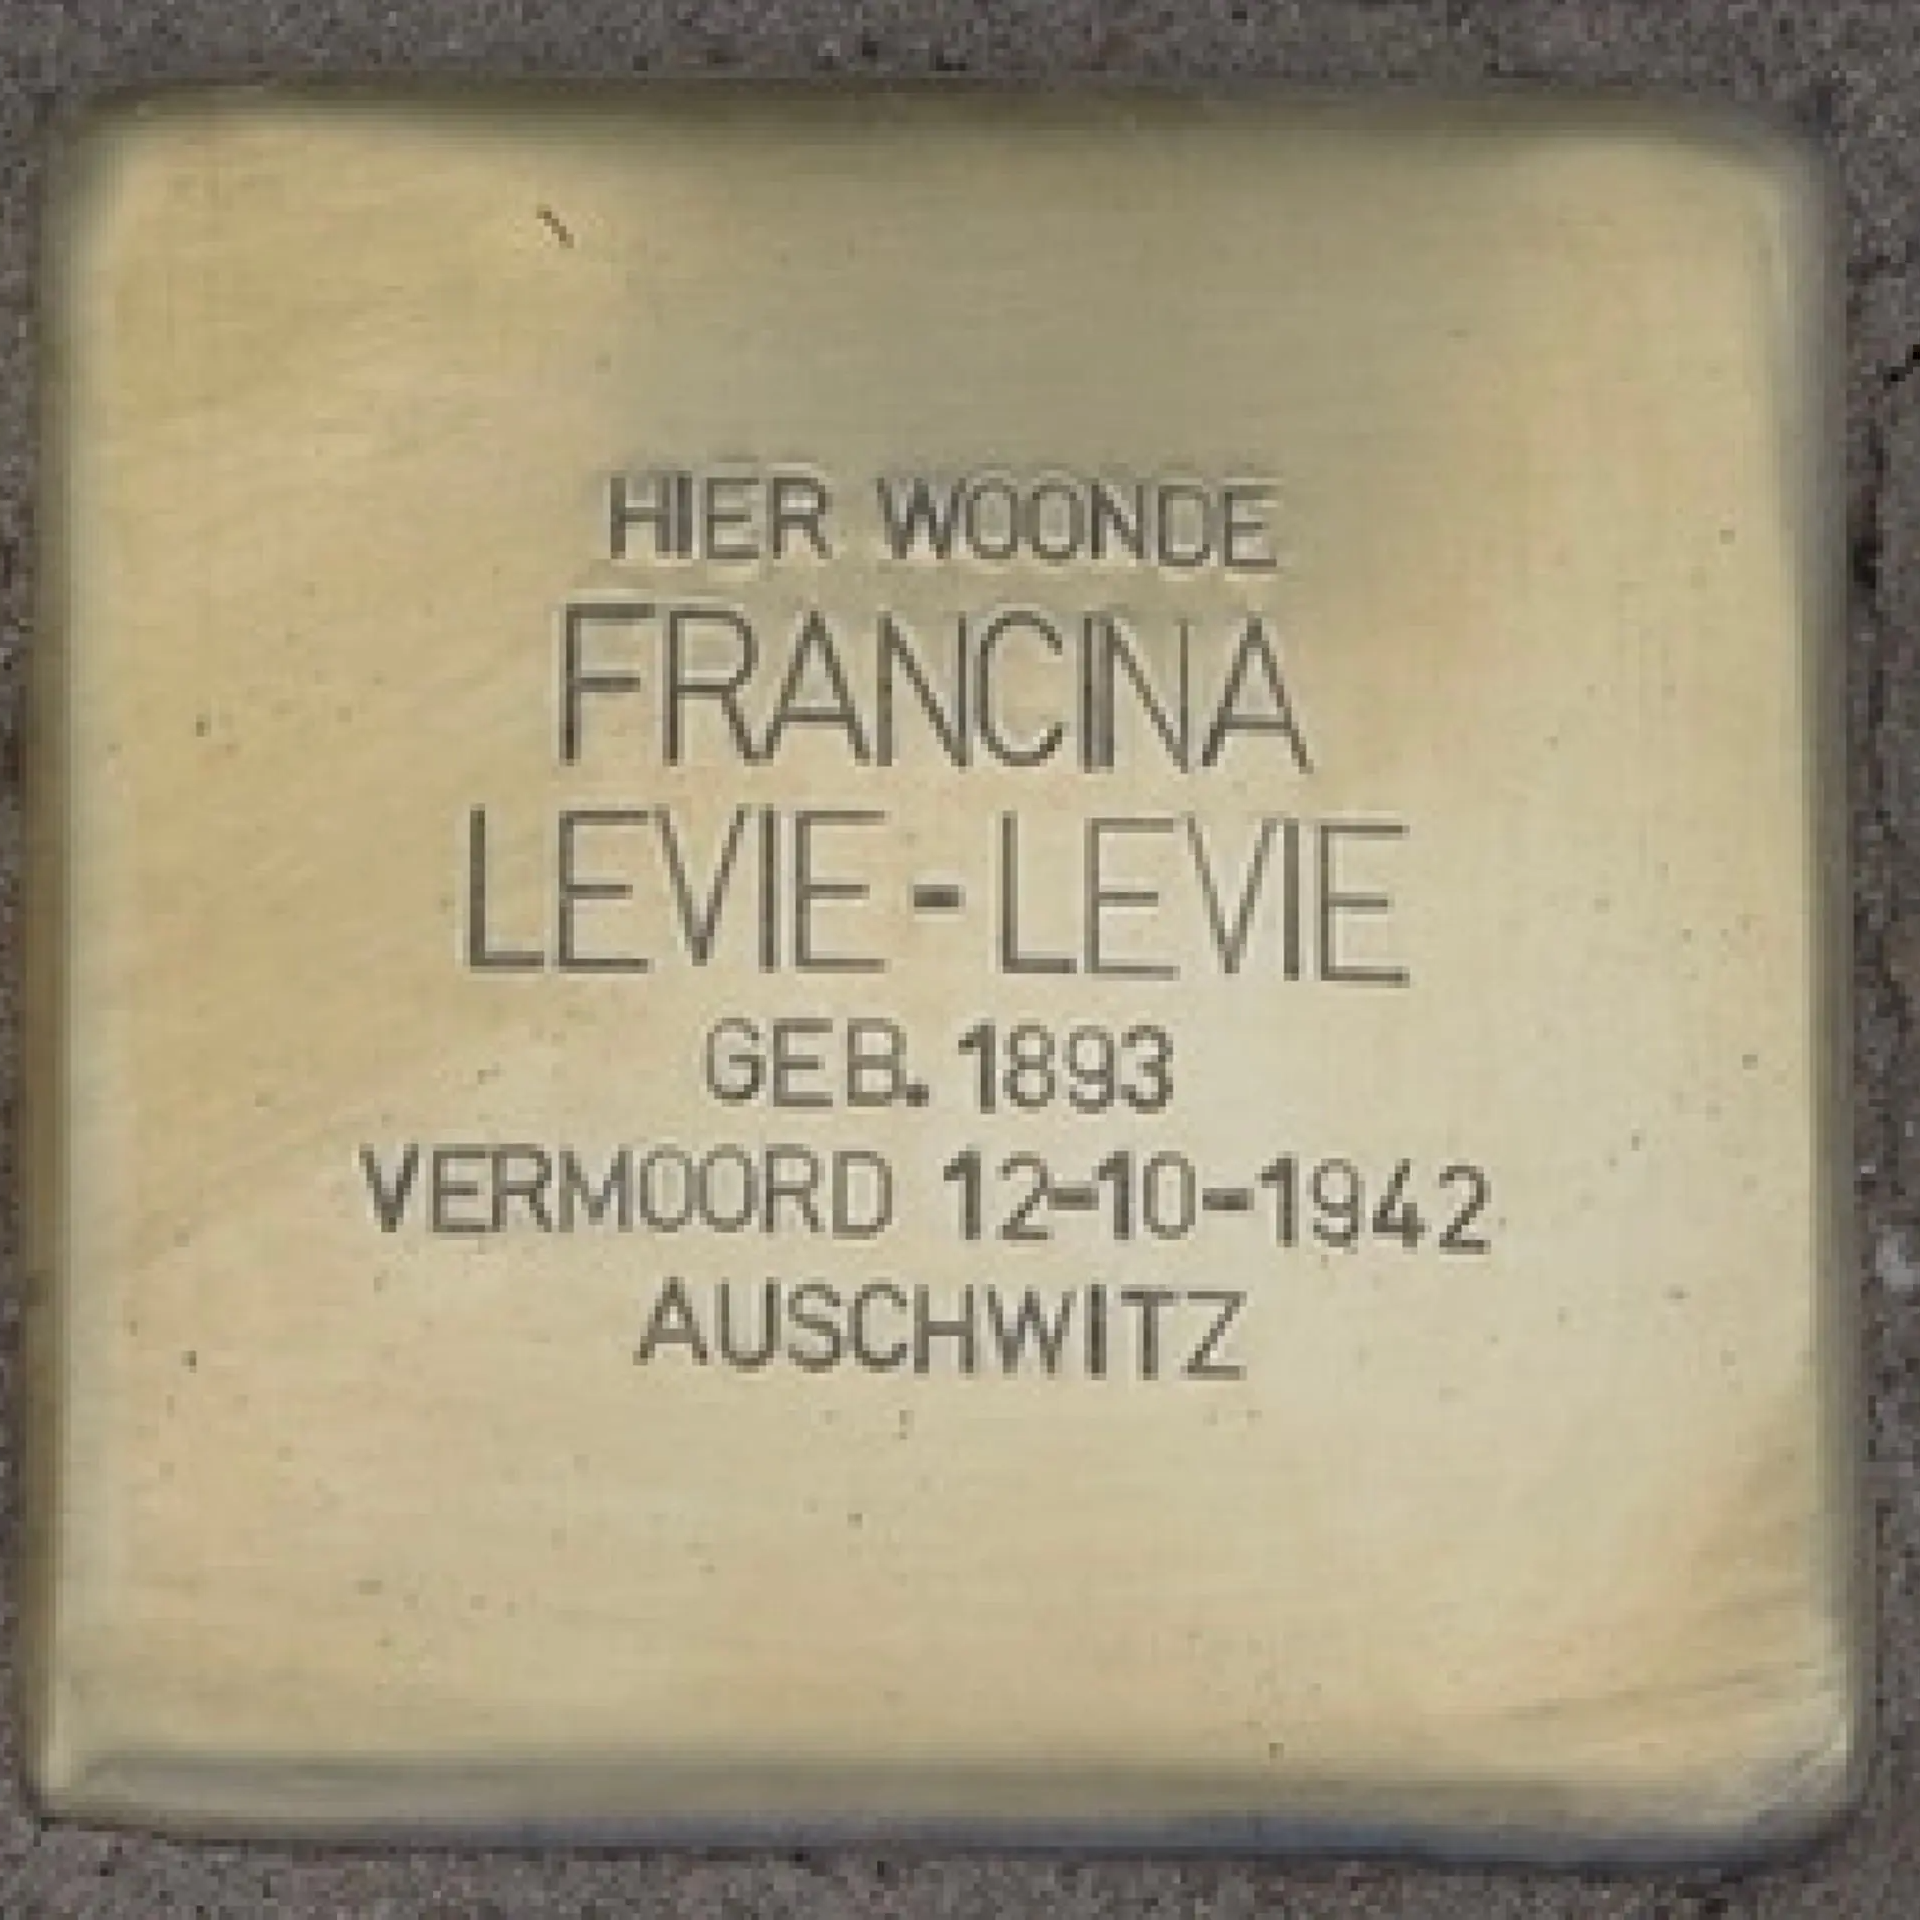 HIER WOONDE
FRANCINA
LEVIE-LEVIE
GEB. 1893
VERMOORD 12-10-1942
AUSCHWITZ